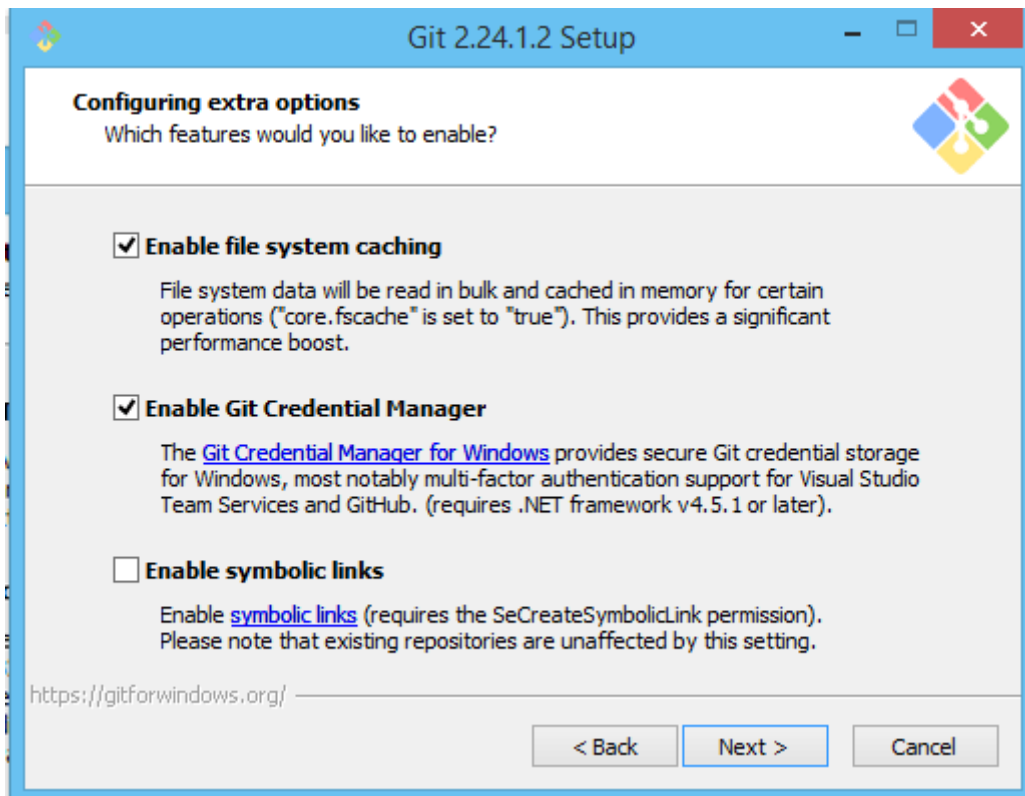 Git 2.24.1.2 Setup
Configuring extra options
Which features would you like to enable?
Enable file system caching
File system data will be read in bulk and cached in memory for certain
operations ("core.fscache" is set to "true"). This provides a significant
performance boost.
Enable Git Credential Manager
The Git Credential Manager for Windows provides secure Git credential storage
for Windows, most notably multi-factor authentication support for Visual Studio
Team Services and GitHub. (requires .NET framework v4.5.1 or later).
Enable symbolic links
Enable symbolic links (requires the SeCreateSymbolicLink permission).
Please note that existing repositories are unaffected by this setting.
https://gitforwindows.org/
< Back Next > Cancel